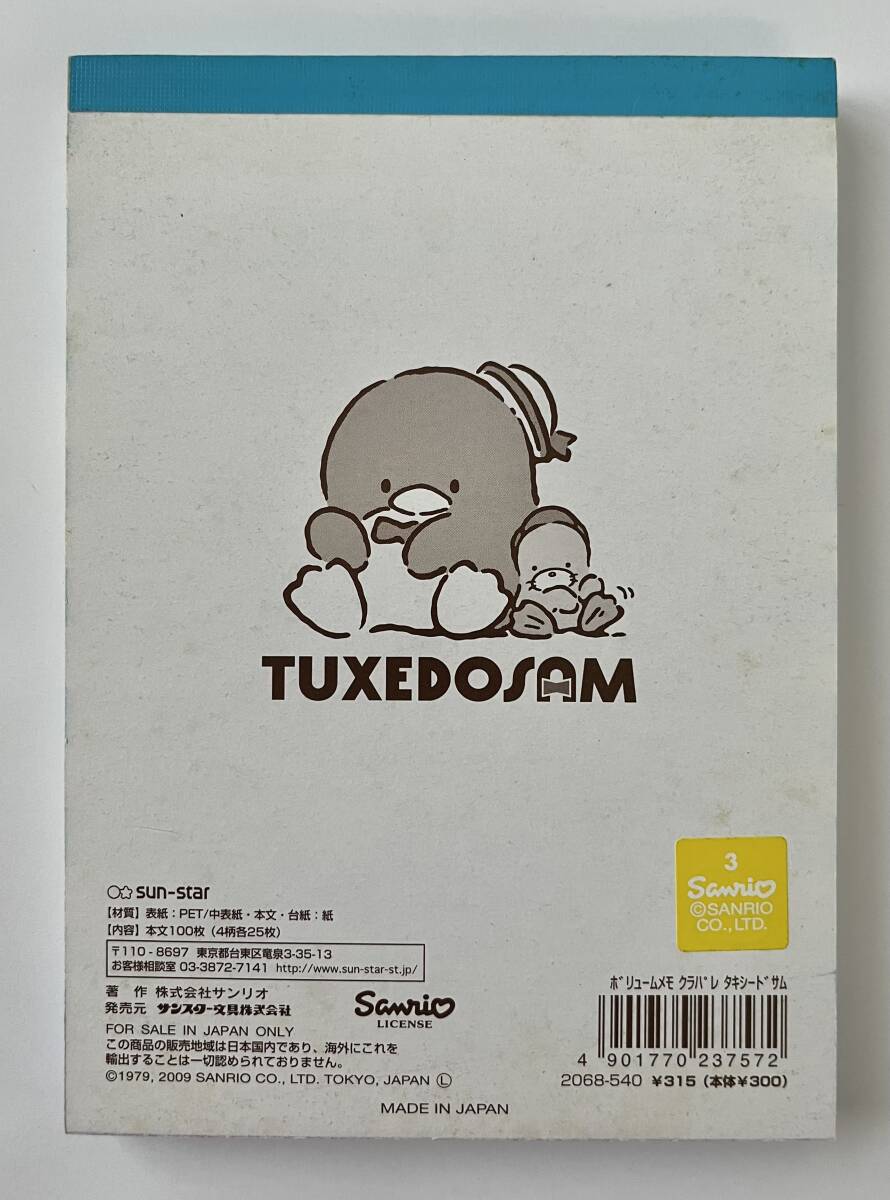 TUXEDOSAM
3
Sanrio
©SANRIO
CO., LTD.
sun-star
【材質】表紙：PET/中表紙・本文・台紙：紙
【内容】本文100枚（4柄各25枚）
〒110-8697 東京都台東区竜泉3-35-13
お客様相談室 03-3872-7141 http://www.sun-star-st.jp/
著 作 株式会社サンリオ
発売元 サンスター文具株式会社
Sanrio
LICENSE
FOR SALE IN JAPAN ONLY
この商品の販売地域は日本国内であり、海外にこれを
輸出することは一切認められておりません。
©1979, 2009 SANRIO CO., LTD. TOKYO, JAPAN Ⓛ
MADE IN JAPAN
ﾎﾞﾘｭｰﾑﾒﾓ ｸﾗﾊﾟﾚ ﾀｷｼｰﾄﾞｻﾑ
4 901770 237572
2068-540 ¥315（本体¥300）